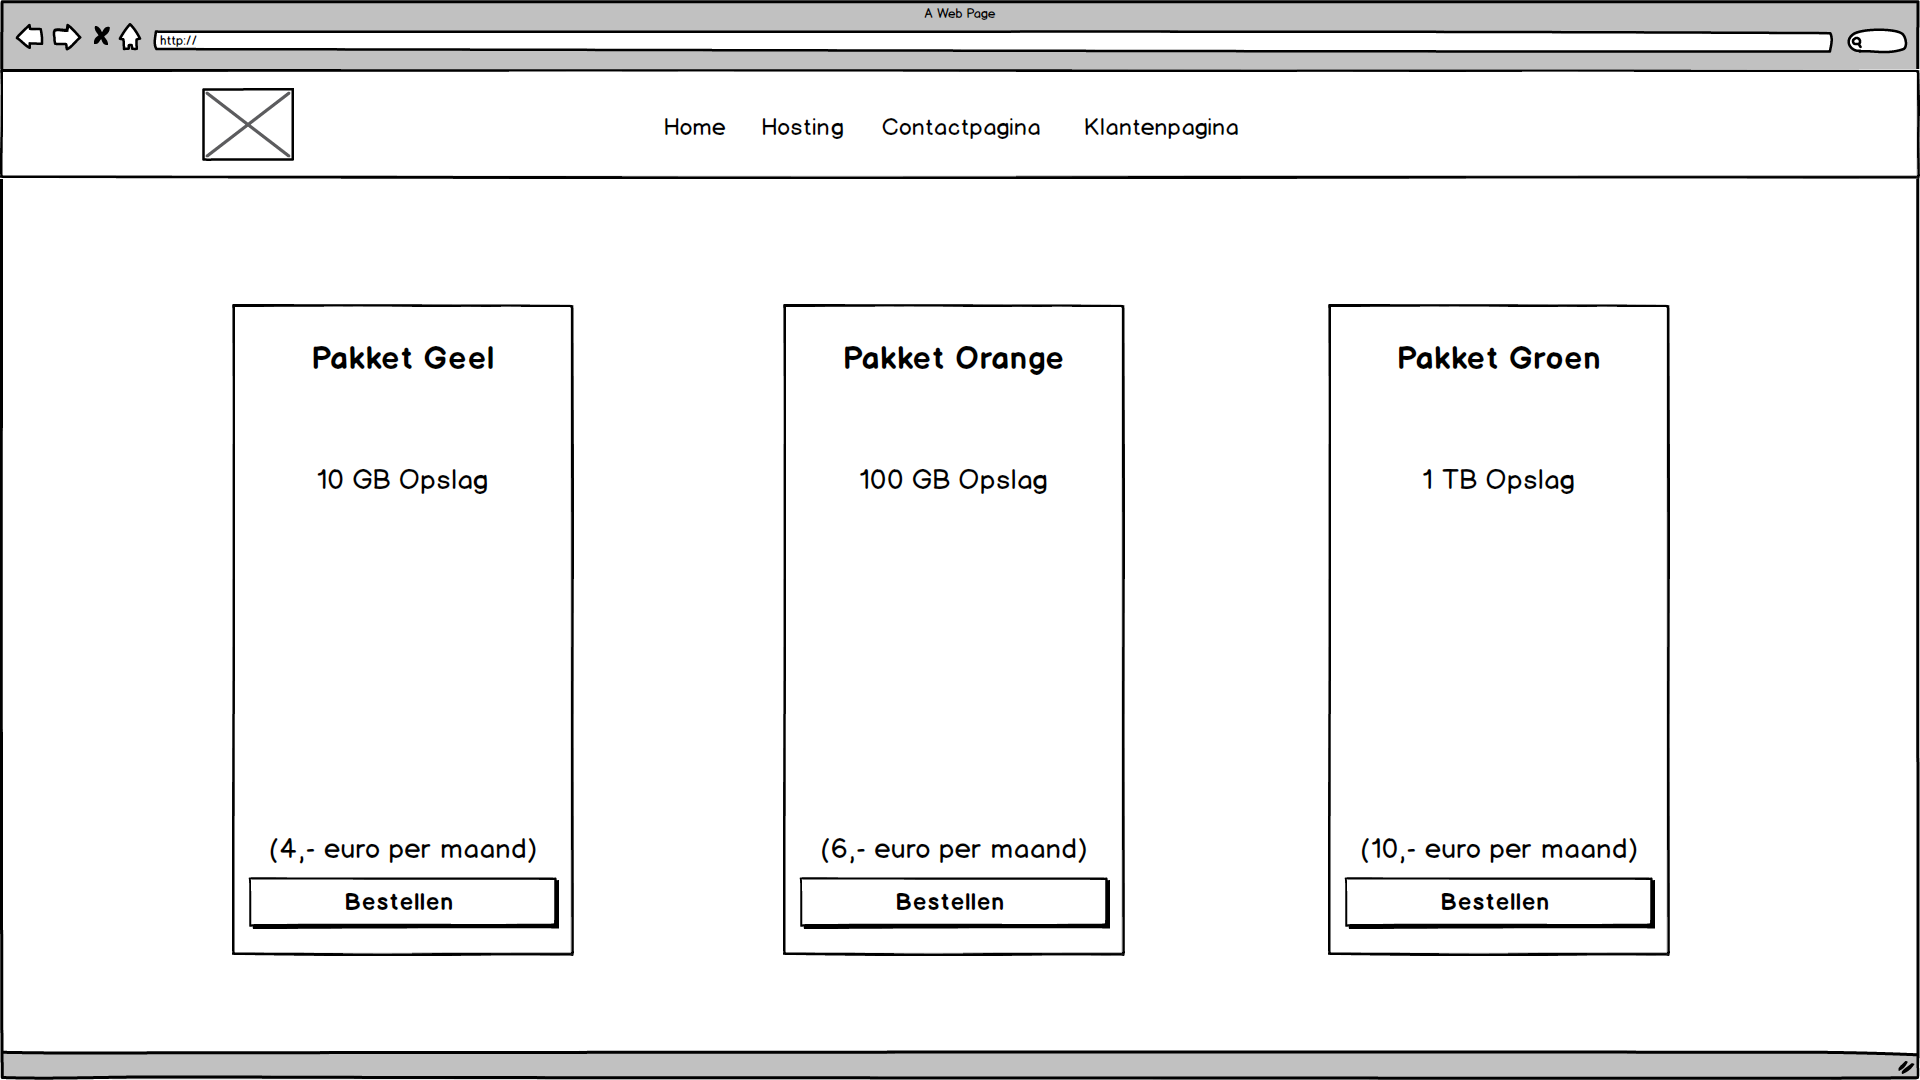 A Web Page
http://
Home Hosting Contactpagina Klantenpagina
Pakket Geel
10 GB Opslag
(4,- euro per maand)
Bestellen
Pakket Orange
100 GB Opslag
(6,- euro per maand)
Bestellen
Pakket Groen
1 TB Opslag
(10,- euro per maand)
Bestellen